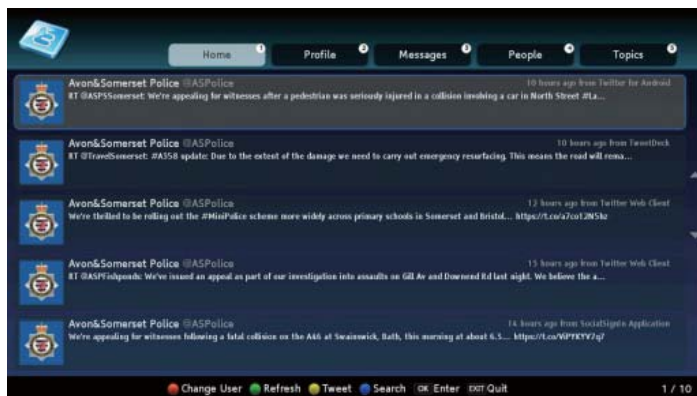 Home 1 Profile 2 Messages 3 People 4 Topics 5
Avon&Somerset Police @ASPolice 10 hours ago from Twitter for Android
RT @ASPSSomerset: We're appealing for witnesses after a pedestrian was seriously injured in a collision involving a car in North Street #La...
Avon&Somerset Police @ASPolice 10 hours ago from TweetDeck
RT @TravelSomerset: #A358 update: Due to the extent of the damage we need to carry out emergency resurfacing. This means the road will rema...
Avon&Somerset Police @ASPolice 12 hours ago from Twitter Web Client
We're thrilled to be rolling out the #MiniPolice scheme more widely across primary schools in Somerset and Bristol...
Avon&Somerset Police @ASPolice 15 hours ago from Twitter Web Client
RT @ASPFishponds: We've issued an appeal as part of our investigation into assaults on Gill Av and Downend Rd last night. We believe the a...
Avon&Somerset Police @ASPolice 14 hours ago from SocialSignIn Application
We're appealing for witnesses following a fatal collision on the A46 at Swainswick, Bath, this morning at about 6.5...
Change User Refresh Tweet Search OK Enter EXIT Quit 1 / 10